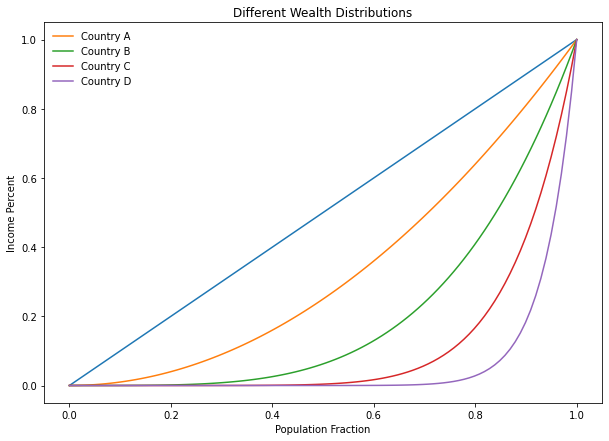 Different Wealth Distributions
Country A
Country B
Country C
Country D
1.0
0.8
0.6
0.4
0.2
0.0
Income Percent
0.0 0.2 0.4 0.6 0.8 1.0
Population Fraction